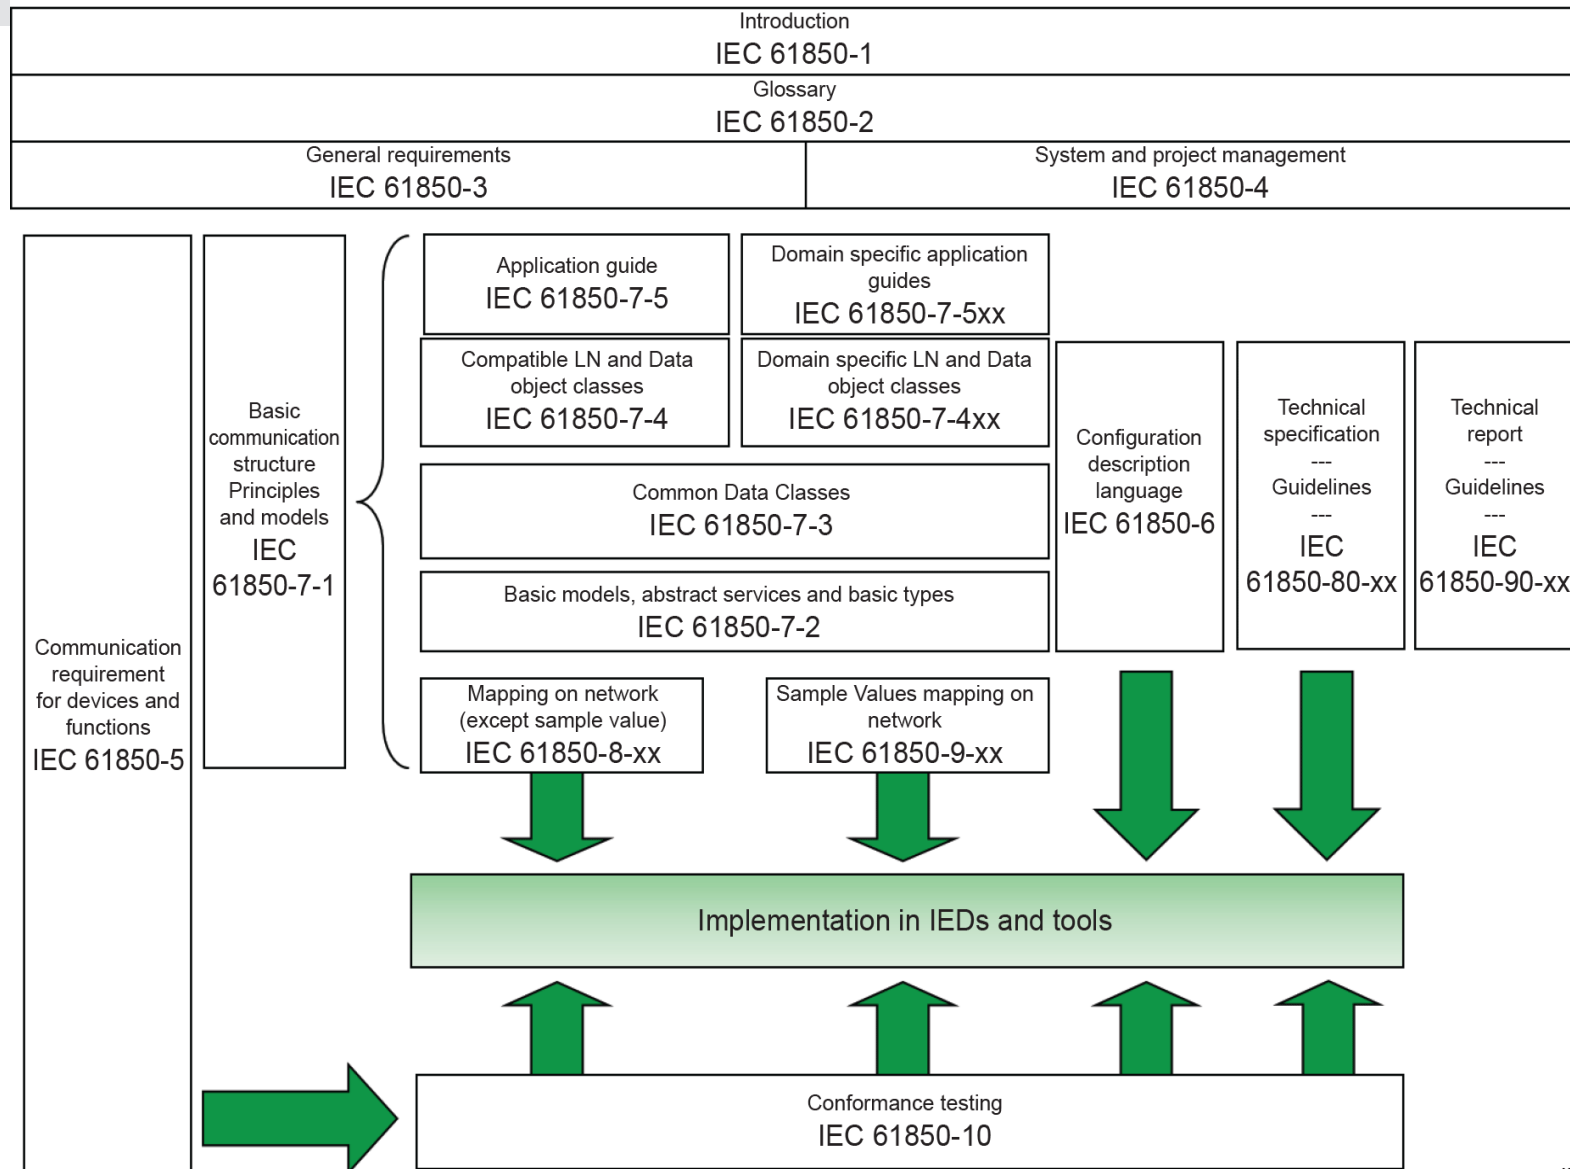 Introduction
IEC 61850-1
Glossary
IEC 61850-2
General requirements
IEC 61850-3
System and project management
IEC 61850-4
Communication
requirement
for devices and
functions
IEC 61850-5
Basic
communication
structure
Principles
and models
IEC
61850-7-1
Application guide
IEC 61850-7-5
Domain specific application
guides
IEC 61850-7-5xx
Compatible LN and Data
object classes
IEC 61850-7-4
Domain specific LN and Data
object classes
IEC 61850-7-4xx
Common Data Classes
IEC 61850-7-3
Basic models, abstract services and basic types
IEC 61850-7-2
Mapping on network
(except sample value)
IEC 61850-8-xx
Sample Values mapping on
network
IEC 61850-9-xx
Configuration
description
language
IEC 61850-6
Technical
specification
---
Guidelines
---
IEC
61850-80-xx
Technical
report
---
Guidelines
---
IEC
61850-90-xx
Implementation in IEDs and tools
Conformance testing
IEC 61850-10